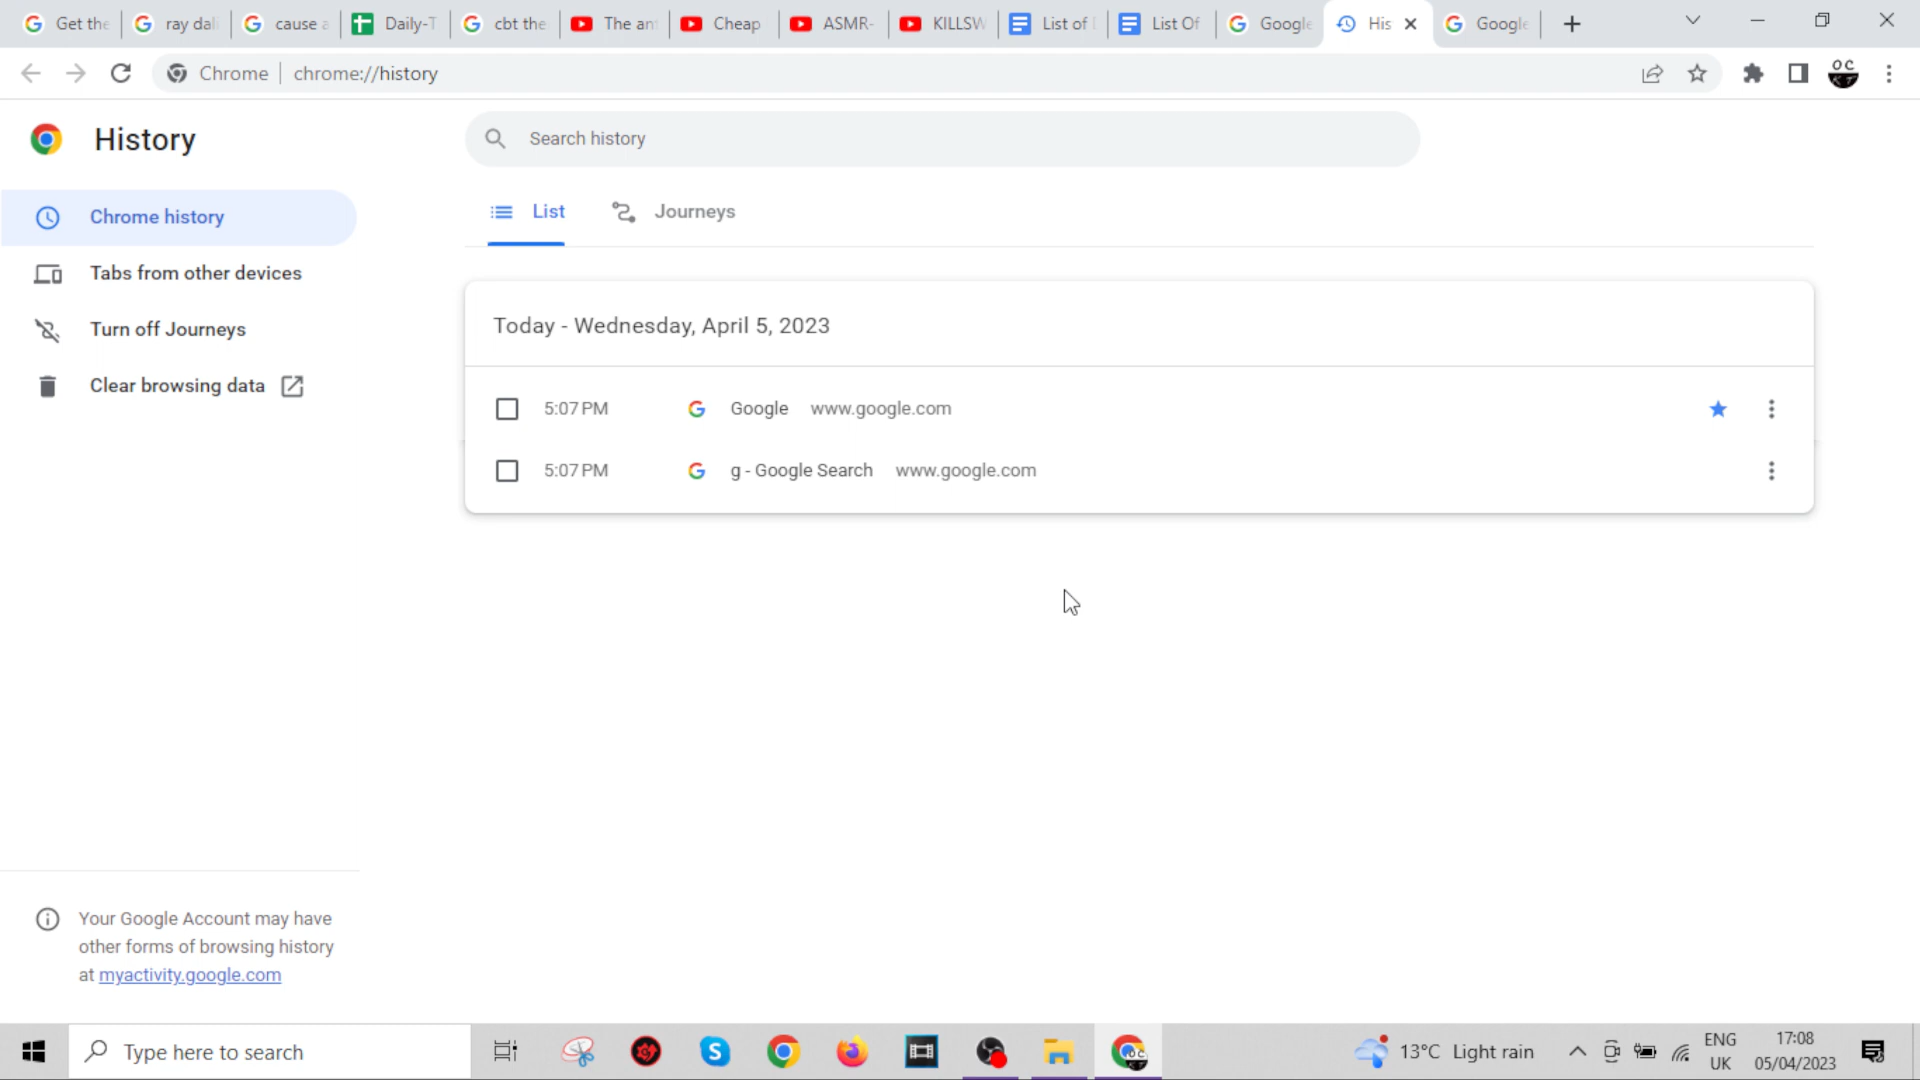 Get the
ray dali
cause a
Daily-T
cbt the
The an
Cheap
ASMR-
KILLSW
List of
List Of
Google
His
Google
Chrome
chrome://history
OC
History
Search history
Chrome history
Tabs from other devices
Turn off Journeys
Clear browsing data
List
Journeys
Today - Wednesday, April 5, 2023
5:07 PM Google www.google.com
5:07 PM g - Google Search www.google.com
Your Google Account may have
other forms of browsing history
at myactivity.google.com
Type here to search
13°C Light rain
ENG
UK
17:08
05/04/2023